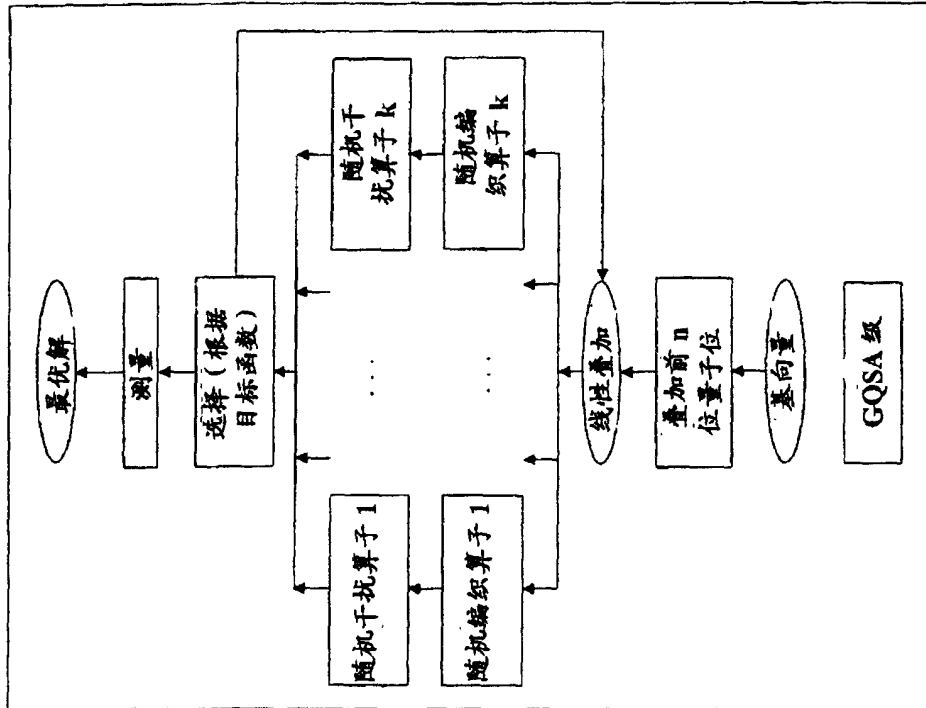 最优解
测量
选择（根据
目标函数）
随机干扰算子 1
. . .
随机干
扰算子 k
随机编织算子 1
. . .
随机编
织算子 k
线性叠加
叠加前 n
位量子位
基向量
GQSA 级